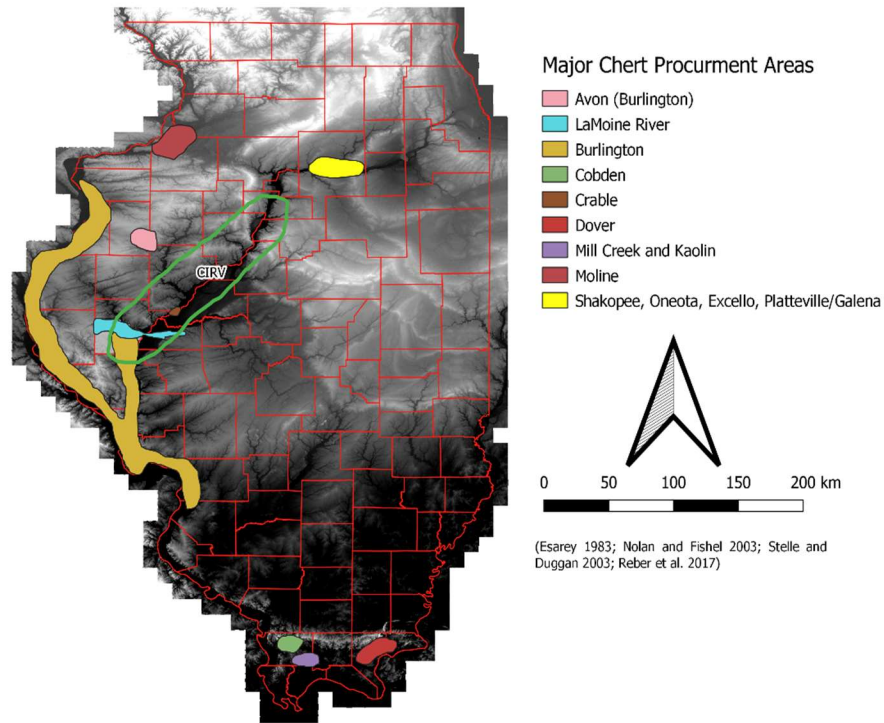 Major Chert Procurment Areas
Avon (Burlington)
LaMoine River
Burlington
Cobden
Crable
Dover
Mill Creek and Kaolin
Moline
Shakopee, Oneota, Excello, Platteville/Galena
CIRV
0 50 100 150 200 km
(Esarey 1983; Nolan and Fishel 2003; Stelle and
Duggan 2003; Reber et al. 2017)